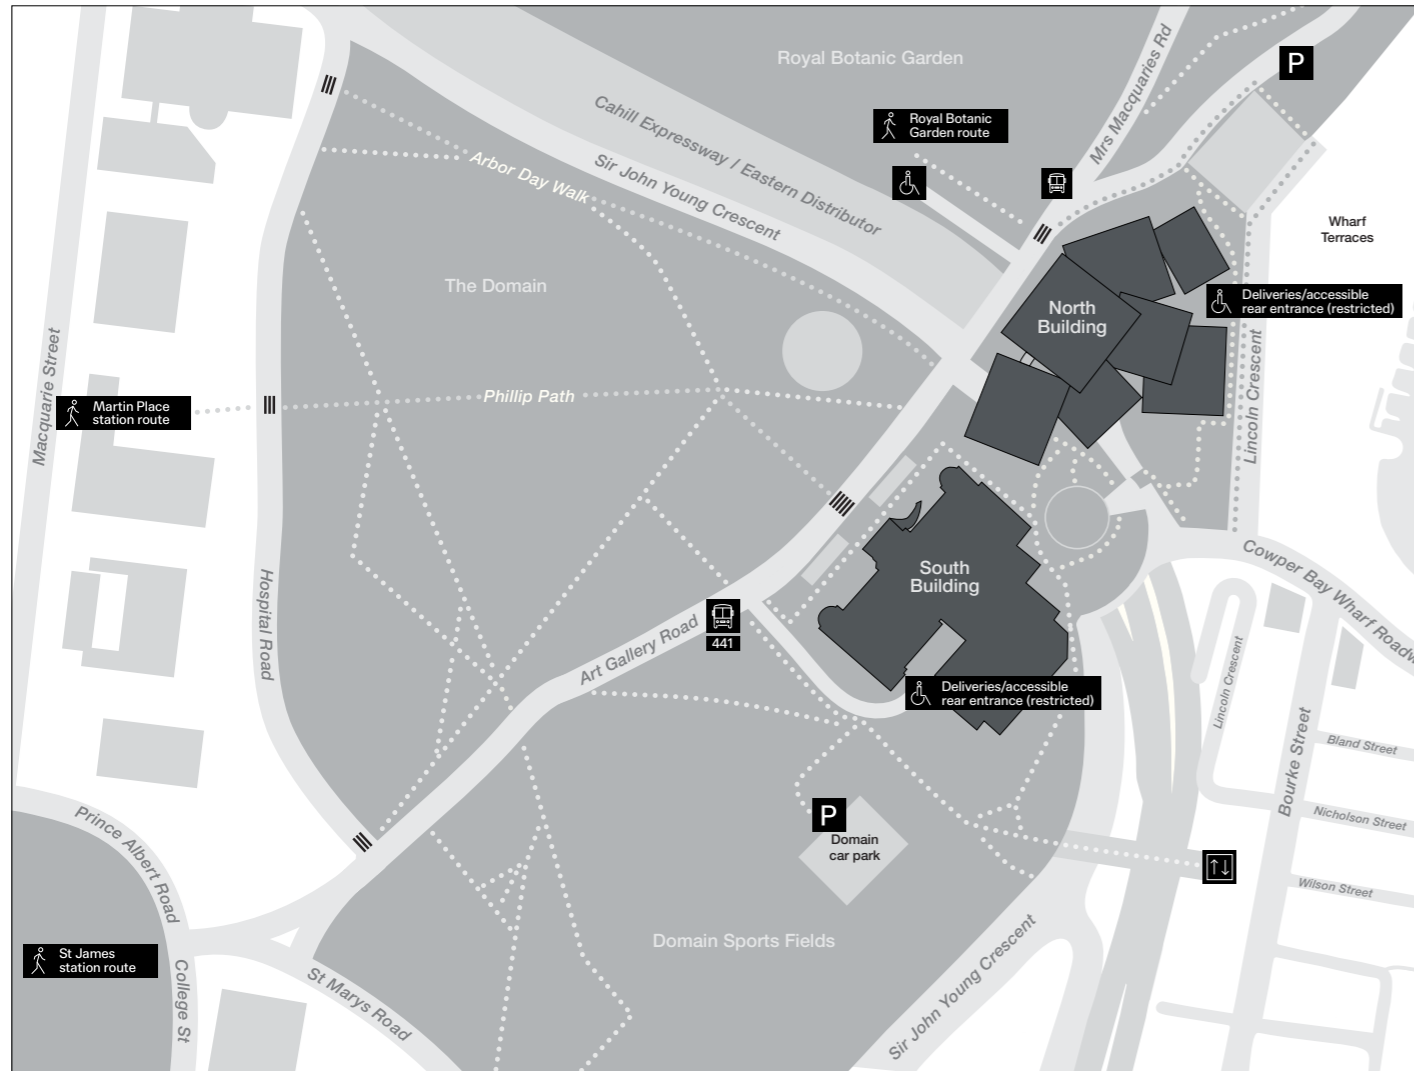 Royal Botanic Garden
P
Mrs Macquaries Rd
Cahill Expressway / Eastern Distributor
Royal Botanic
Garden route
Arbor Day Walk
Sir John Young Crescent
Wharf
Terraces
The Domain
North
Building
Deliveries/accessible
rear entrance (restricted)
Macquarie Street
Martin Place
station route
Phillip Path
Lincoln Crescent
Hospital Road
South
Building
Cowper Bay Wharf Roadw
Art Gallery Road
441
Deliveries/accessible
rear entrance (restricted)
Lincoln Crescent
Bourke Street
Bland Street
Nicholson Street
Wilson Street
P
Domain
car park
Prince Albert Road
Domain Sports Fields
St James
station route
College St
St Marys Road
Sir John Young Crescent